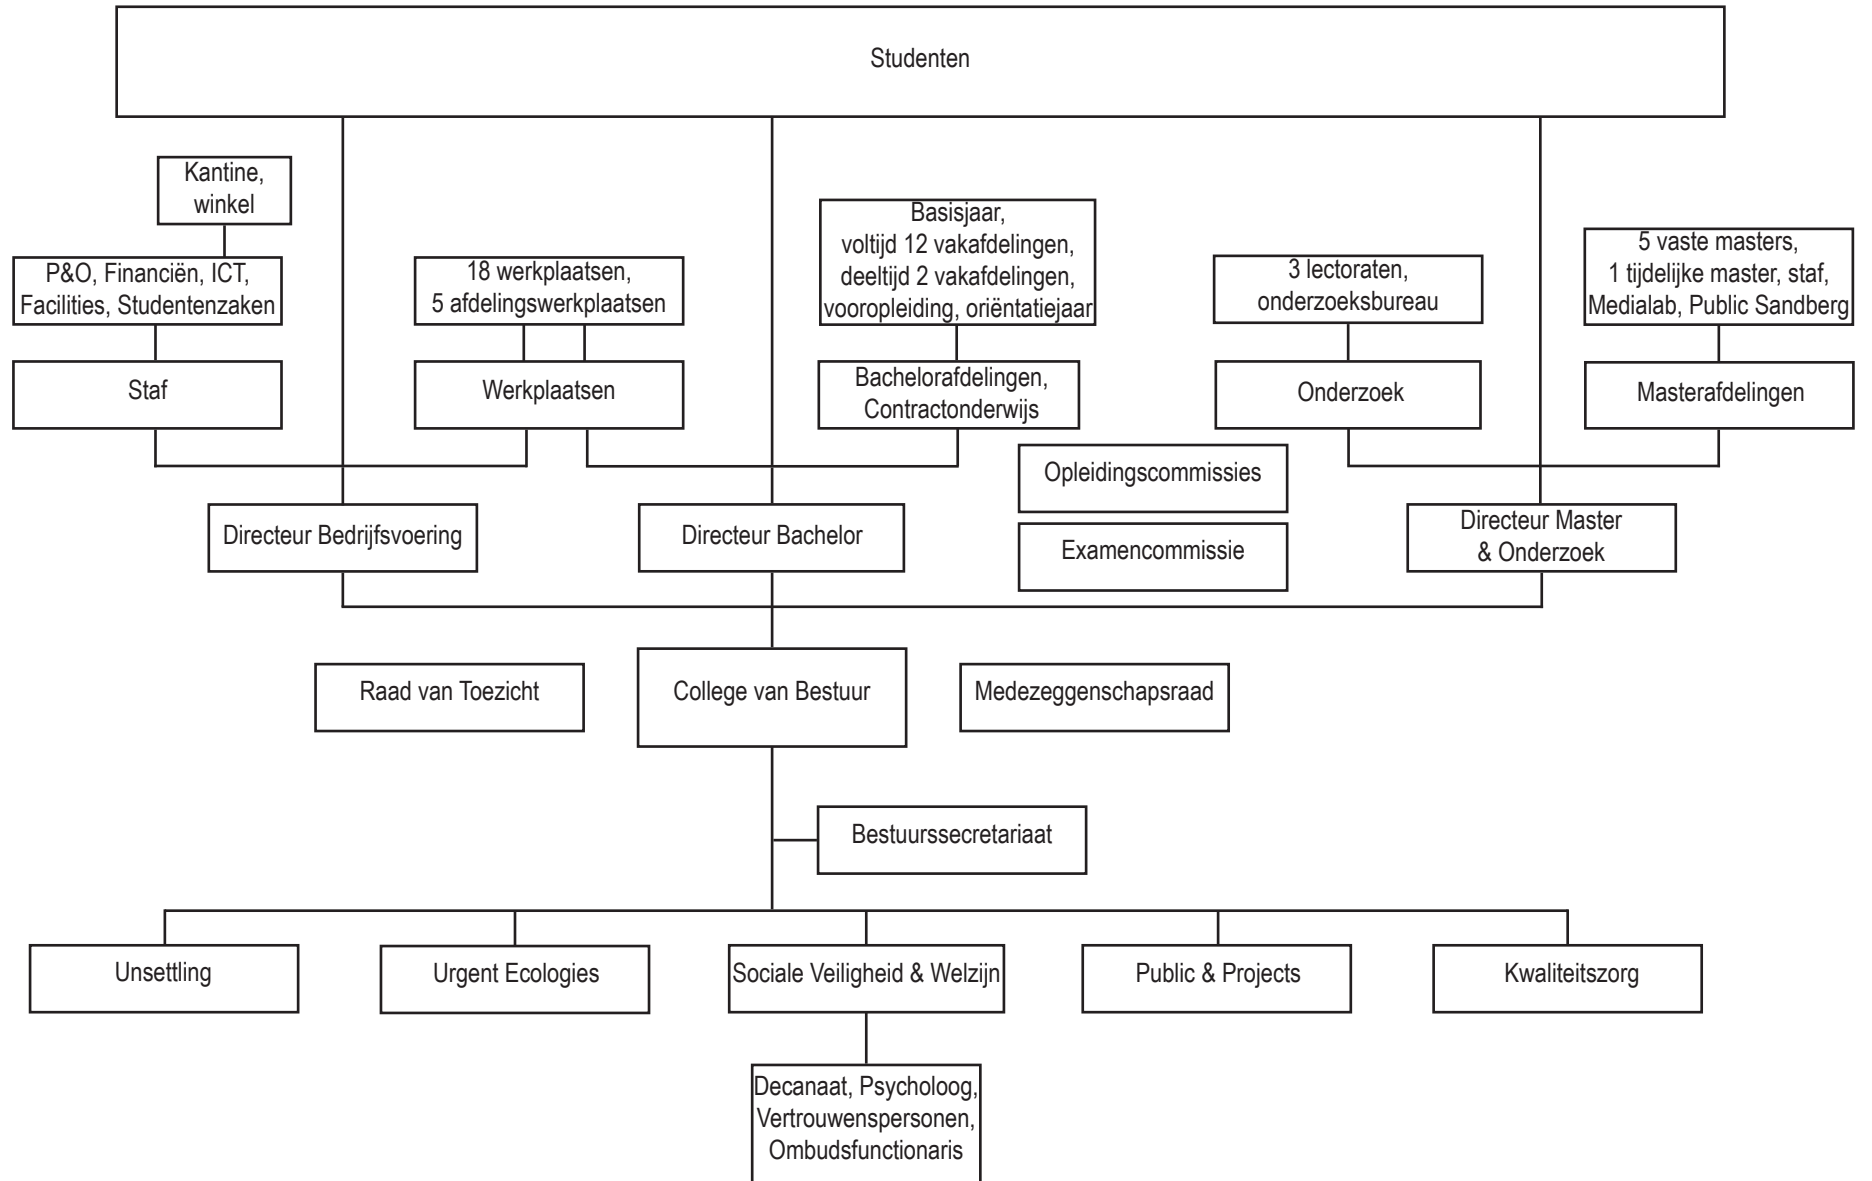 Studenten
Kantine,
winkel
P&O, Financiën, ICT,
Facilities, Studentenzaken
18 werkplaatsen,
5 afdelingswerkplaatsen
Basisjaar,
voltijd 12 vakafdelingen,
deeltijd 2 vakafdelingen,
vooropleiding, oriëntatiejaar
3 lectoraten,
onderzoeksbureau
5 vaste masters,
1 tijdelijke master, staf,
Medialab, Public Sandberg
Staf
Werkplaatsen
Bachelorafdelingen,
Contractonderwijs
Onderzoek
Masterafdelingen
Opleidingscommissies
Directeur Bedrijfsvoering
Directeur Bachelor
Examencommissie
Directeur Master
& Onderzoek
Raad van Toezicht
College van Bestuur
Medezeggenschapsraad
Bestuurssecretariaat
Unsettling
Urgent Ecologies
Sociale Veiligheid & Welzijn
Public & Projects
Kwaliteitszorg
Decanaat, Psycholoog,
Vertrouwenspersonen,
Ombudsfunctionaris